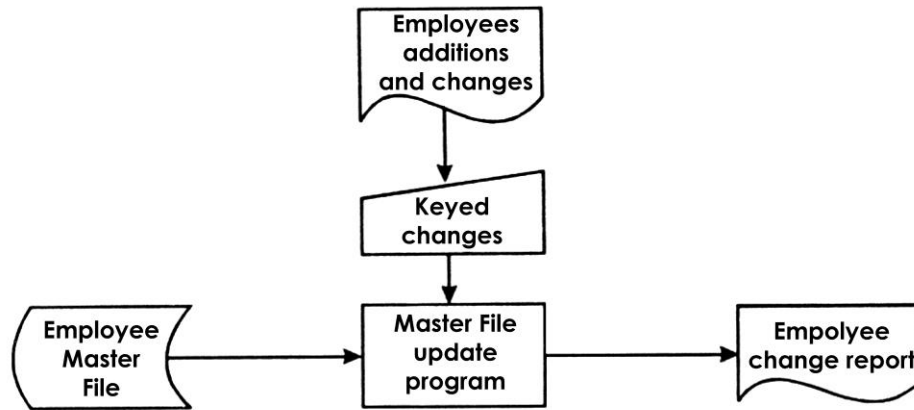 Employees
additions
and changes
Keyed
changes
Employee
Master
File
Master File
update
program
Empolyee
change report